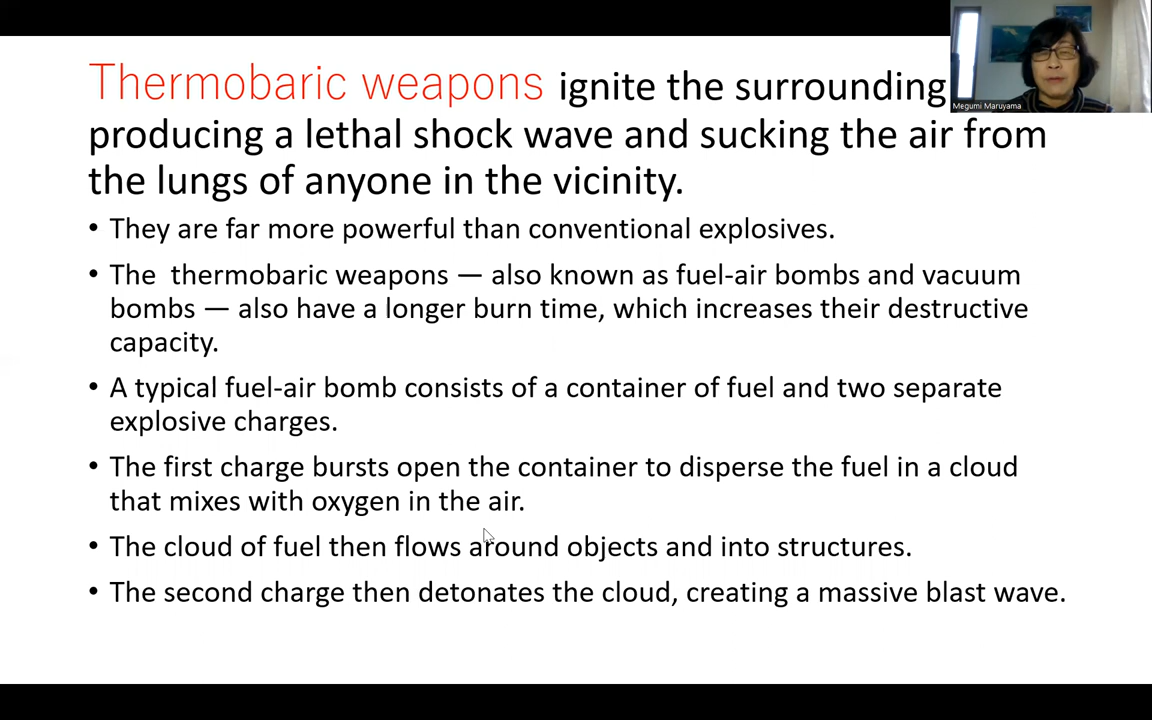 Thermobaric weapons ignite the surrounding
producing a lethal shock wave and sucking the air from
the lungs of anyone in the vicinity.
• They are far more powerful than conventional explosives.
• The  thermobaric weapons — also known as fuel-air bombs and vacuum
bombs — also have a longer burn time, which increases their destructive
capacity.
• A typical fuel-air bomb consists of a container of fuel and two separate
explosive charges.
• The first charge bursts open the container to disperse the fuel in a cloud
that mixes with oxygen in the air.
• The cloud of fuel then flows around objects and into structures.
• The second charge then detonates the cloud, creating a massive blast wave.
Megumi Maruyama